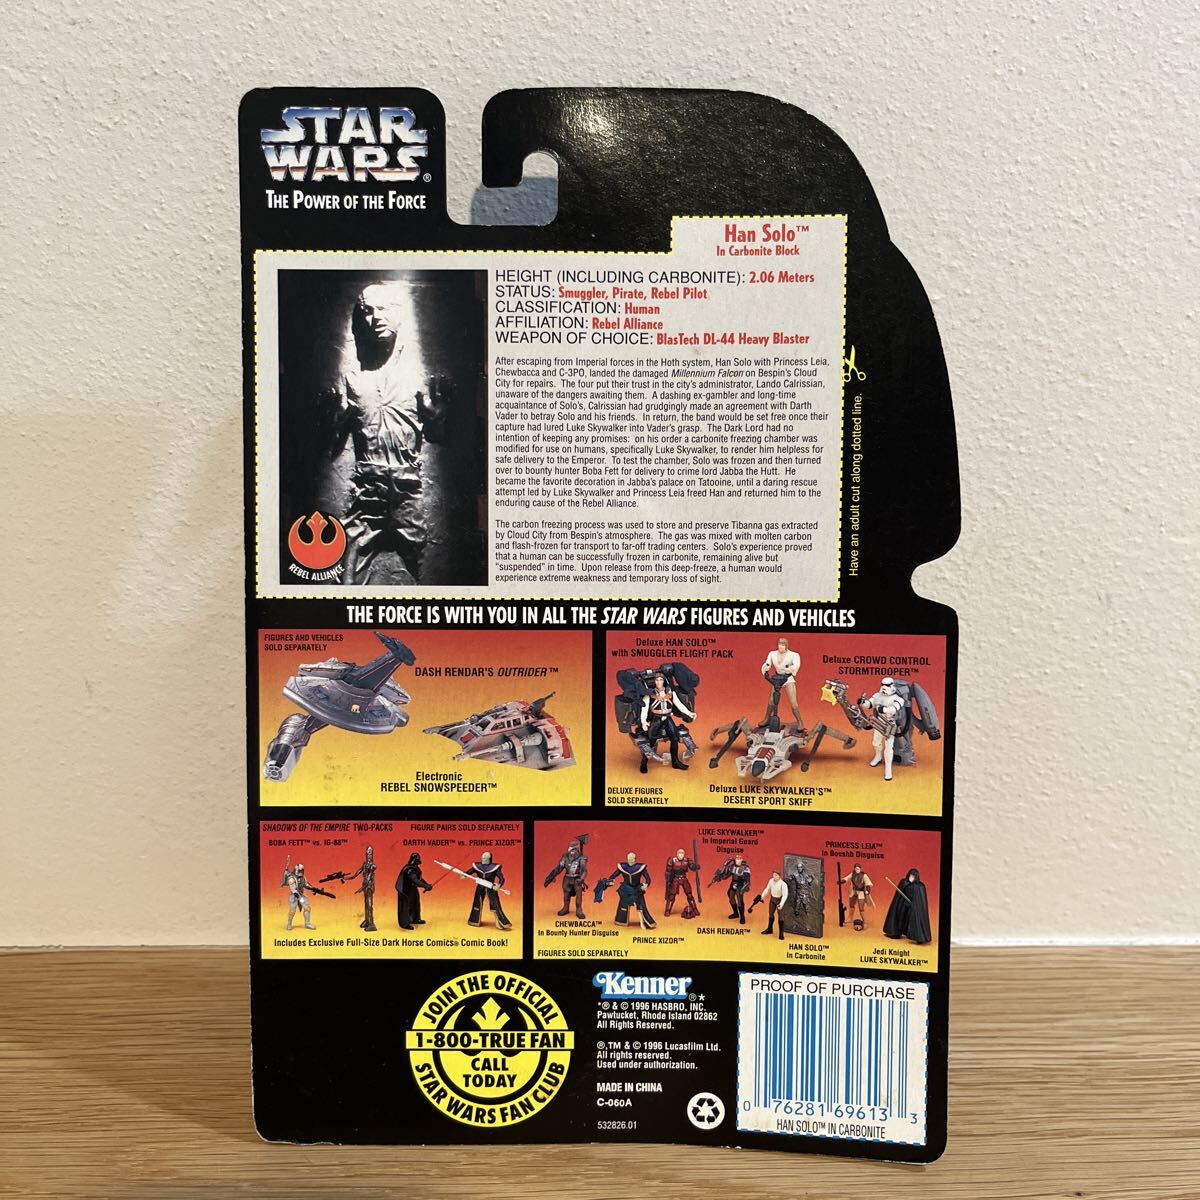 STAR
WARS®
THE POWER OF THE FORCE
Han Solo™
In Carbonite Block
HEIGHT (INCLUDING CARBONITE): 2.06 Meters
STATUS: Smuggler, Pirate, Rebel Pilot
CLASSIFICATION: Human
AFFILIATION: Rebel Alliance
WEAPON OF CHOICE: BlasTech DL-44 Heavy Blaster
After escaping from Imperial forces in the Hoth system, Han Solo with Princess Leia,
Chewbacca and C-3PO, landed the damaged Millennium Falcon on Bespin's Cloud
City for repairs. The four put their trust in the city's administrator, Lando Calrissian,
unaware of the dangers awaiting them. A dashing ex-gambler and long-time
acquaintance of Solo's, Calrissian had grudgingly made an agreement with Darth
Vader to betray Solo and his friends. In return, the band would be set free once their
capture had lured Luke Skywalker into Vader's grasp. The Dark Lord had no
intention of keeping any promises: on his order a carbonite freezing chamber was
modified for use on humans, specifically Luke Skywalker, to render him helpless for
safe delivery to the Emperor. To test the chamber, Solo was frozen and then turned
over to bounty hunter Boba Fett for delivery to crime lord Jabba the Hutt. He
became the favorite decoration in Jabba's palace on Tatooine, until a daring rescue
attempt led by Luke Skywalker and Princess Leia freed Han and returned him to the
enduring cause of the Rebel Alliance.
The carbon freezing process was used to store and preserve Tibanna gas extracted
by Cloud City from Bespin's atmosphere. The gas was mixed with molten carbon
and flash-frozen for transport to far-off trading centers. Solo's experience proved
that a human can be successfully frozen in carbonite, remaining alive but
"suspended" in time. Upon release from this deep-freeze, a human would
experience extreme weakness and temporary loss of sight.
REBEL ALLIANCE
Have an adult cut along dotted line.
THE FORCE IS WITH YOU IN ALL THE STAR WARS FIGURES AND VEHICLES
FIGURES AND VEHICLES
SOLD SEPARATELY
DASH RENDAR'S OUTRIDER™
Electronic
REBEL SNOWSPEEDER™
Deluxe HAN SOLO™
with SMUGGLER FLIGHT PACK
Deluxe CROWD CONTROL
STORMTROOPER™
DELUXE FIGURES
SOLD SEPARATELY
Deluxe LUKE SKYWALKER'S™
DESERT SPORT SKIFF
SHADOWS OF THE EMPIRE TWO-PACKS
FIGURE PAIRS SOLD SEPARATELY
BOBA FETT™ vs. IG-88™
DARTH VADER™ vs. PRINCE XIZOR™
Includes Exclusive Full-Size Dark Horse Comics® Comic Book!
LUKE SKYWALKER™
In Imperial Guard
Disguise
PRINCESS LEIA™
In Boushh Disguise
CHEWBACCA™
In Bounty Hunter Disguise
PRINCE XIZOR™
DASH RENDAR™
HAN SOLO™
In Carbonite
Jedi Knight
LUKE SKYWALKER™
FIGURES SOLD SEPARATELY
JOIN THE OFFICIAL
1-800-TRUE FAN
CALL
TODAY
STAR WARS FAN CLUB
Kenner®*
*® & © 1996 HASBRO, INC.
Pawtucket, Rhode Island 02862
All Rights Reserved.
®,TM & © 1996 Lucasfilm Ltd.
All rights reserved.
Used under authorization.
MADE IN CHINA
C-060A
532826.01
PROOF OF PURCHASE
0 76281 69613 3
HAN SOLO™ IN CARBONITE